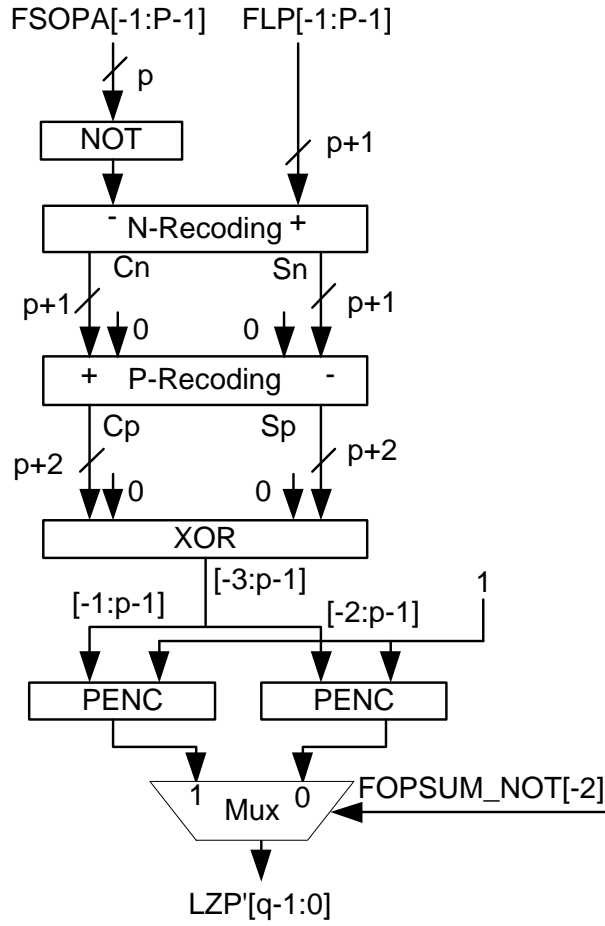 FSOPA[-1:P-1] FLP[-1:P-1]
p
NOT
p+1
- N-Recoding +
Cn Sn
p+1 p+1
0 0
+ P-Recoding -
Cp Sp
p+2 p+2
0 0
XOR
[-3:p-1] 1
[-1:p-1] [-2:p-1]
PENC PENC
1 0
Mux FOPSUM_NOT[-2]
LZP'[q-1:0]